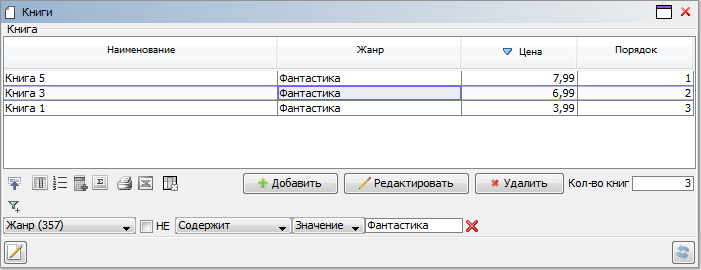 Книги
Книга
Наименование Жанр Цена Порядок
Книга 5 Фантастика 7,99 1
Книга 3 Фантастика 6,99 2
Книга 1 Фантастика 3,99 3
Добавить Редактировать Удалить Кол-во книг 3
Жанр (357) НЕ Содержит Значение Фантастика